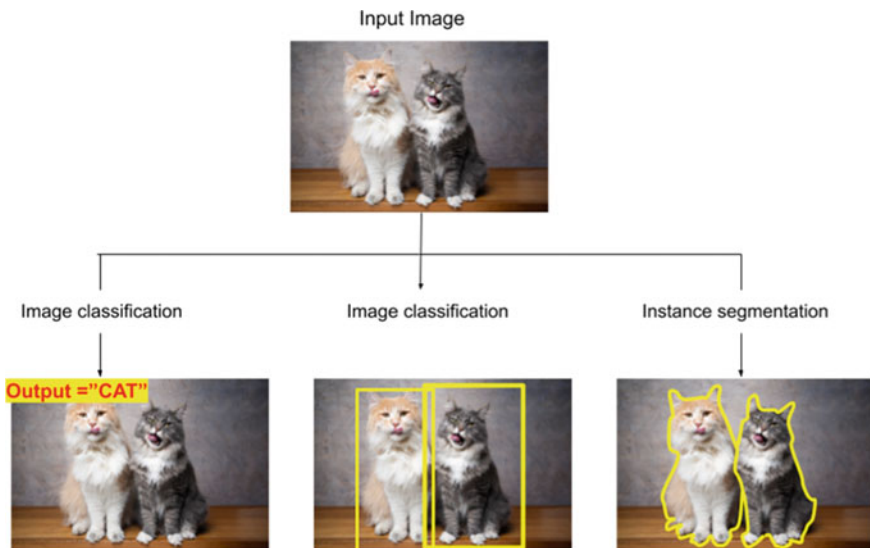 Input Image
Image classification
Image classification
Instance segmentation
Output =”CAT”